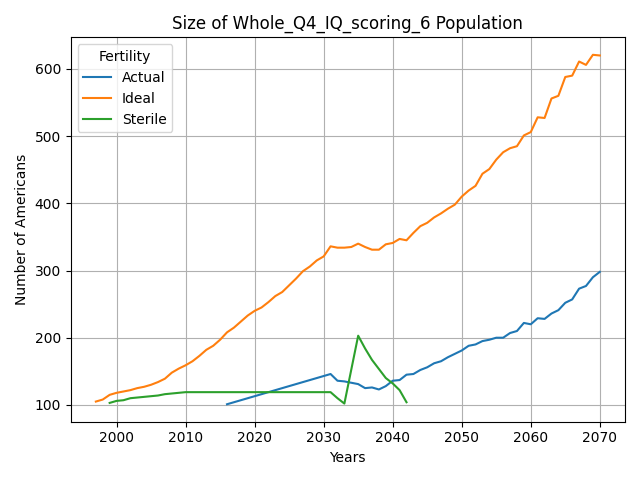 Size of Whole_Q4_IQ_scoring_6 Population
Fertility
Actual
Ideal
Sterile
Number of Americans
600
500
400
300
200
100
2000
2010
2020
2030
2040
2050
2060
2070
Years